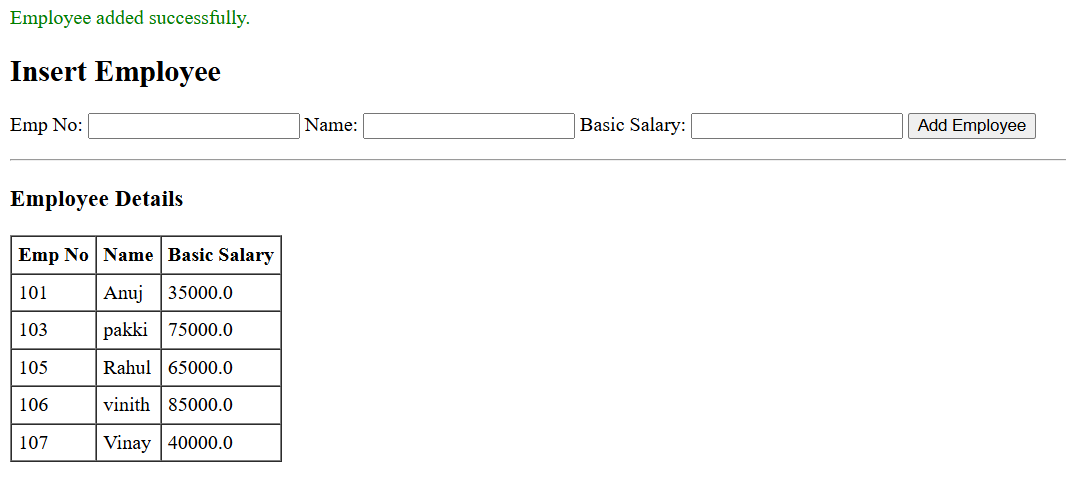 Employee added successfully.
Insert Employee
Emp No: Name: Basic Salary: Add Employee
Employee Details
Emp No Name Basic Salary
101 Anuj 35000.0
103 pakki 75000.0
105 Rahul 65000.0
106 vinith 85000.0
107 Vinay 40000.0